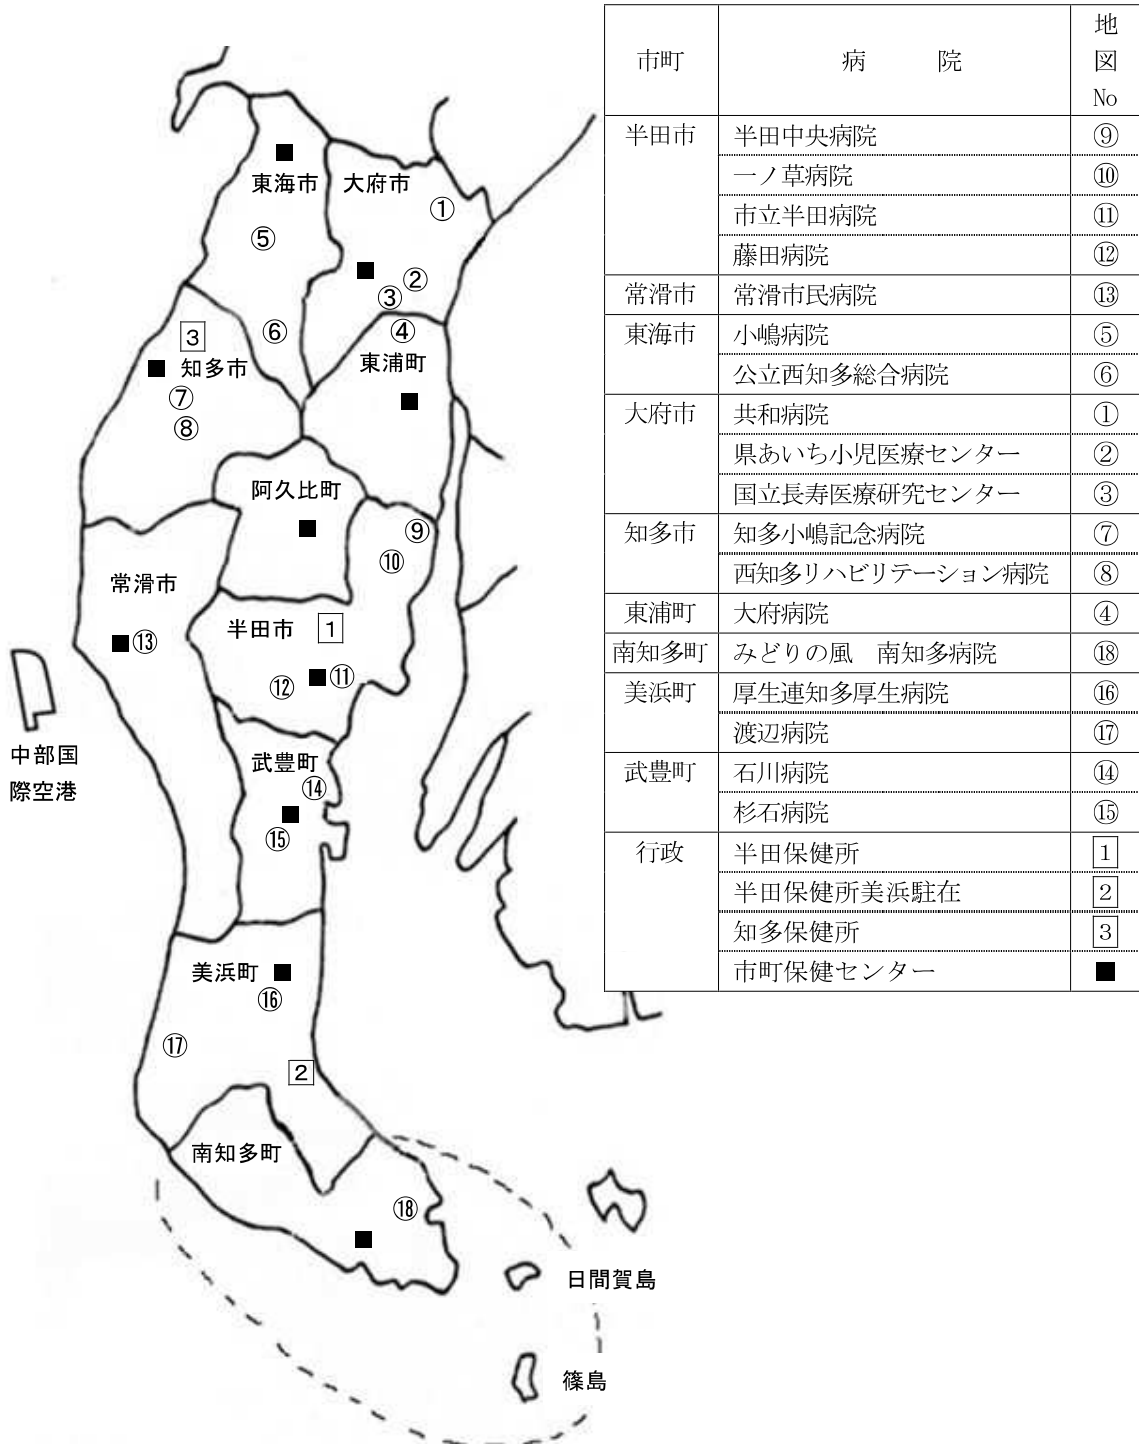 東海市
大府市
①
⑤
②
③
⑥
④
3
知多市
東浦町
⑦
⑧
阿久比町
⑨
⑩
常滑市
半田市
1
⑬
⑪
⑫
中部国
際空港
武豊町
⑭
⑮
美浜町
⑯
⑰
2
南知多町
⑱
日間賀島
篠島
市町 病 院 地図No
半田市 半田中央病院 ⑨
一ノ草病院 ⑩
市立半田病院 ⑪
藤田病院 ⑫
常滑市 常滑市民病院 ⑬
東海市 小嶋病院 ⑤
公立西知多総合病院 ⑥
大府市 共和病院 ①
県あいち小児医療センター ②
国立長寿医療研究センター ③
知多市 知多小嶋記念病院 ⑦
西知多リハビリテーション病院 ⑧
東浦町 大府病院 ④
南知多町 みどりの風 南知多病院 ⑱
美浜町 厚生連知多厚生病院 ⑯
渡辺病院 ⑰
武豊町 石川病院 ⑭
杉石病院 ⑮
行政 半田保健所 1
半田保健所美浜駐在 2
知多保健所 3
市町保健センター ■